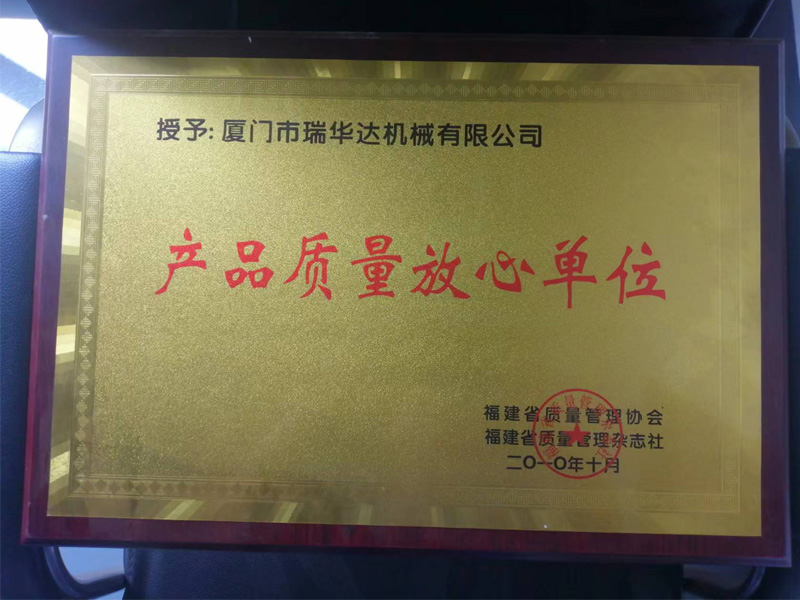 授予: 厦门市瑞华达机械有限公司
产品质量放心单位
福建省质量管理协会
福建省质量管理杂志社
二〇一〇年十月